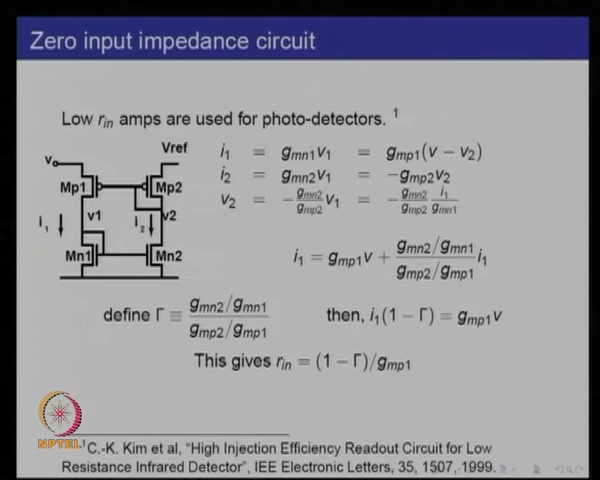 Zero input impedance circuit
Low r_in amps are used for photo-detectors. ¹
v
Vref
Mp1
Mp2
i₁
v1
i₂
v2
Mn1
Mn2
i₁ = g_mn1 v₁ = g_mp1(v − v₂)
i₂ = g_mn2 v₁ = −g_mp2 v₂
v₂ = −(g_mn2/g_mp2) v₁ = −(g_mn2/g_mp2)(i₁/g_mn1)
i₁ = g_mp1 v + ((g_mn2/g_mn1)/(g_mp2/g_mp1)) i₁
define Γ ≡ (g_mn2/g_mn1)/(g_mp2/g_mp1) then, i₁(1 − Γ) = g_mp1 v
This gives r_in = (1 − Γ)/g_mp1
NPTEL
¹C.-K. Kim et al, "High Injection Efficiency Readout Circuit for Low
Resistance Infrared Detector", IEE Electronic Letters, 35, 1507, 1999.